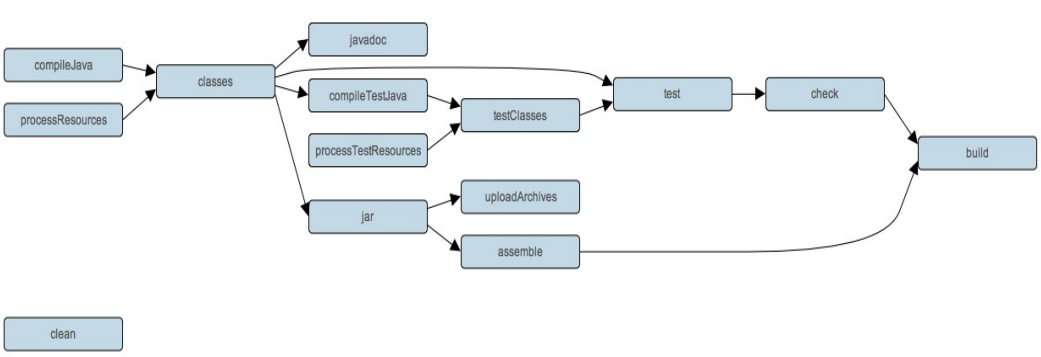 compileJava
processResources
classes
javadoc
compileTestJava
processTestResources
jar
testClasses
uploadArchives
assemble
test
check
build
clean